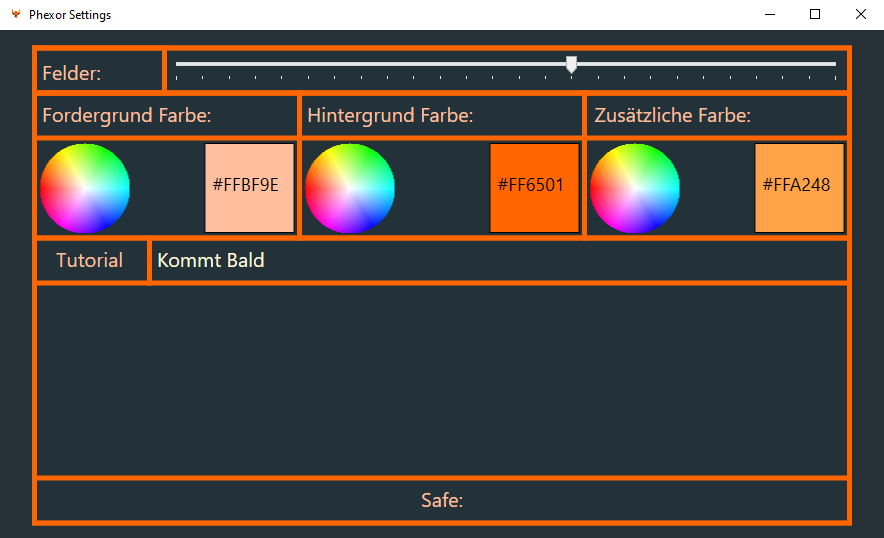 Phexor Settings
Felder:
Fordergrund Farbe:
Hintergrund Farbe:
Zusätzliche Farbe:
#FFBF9E
#FF6501
#FFA248
Tutorial
Kommt Bald
Safe: